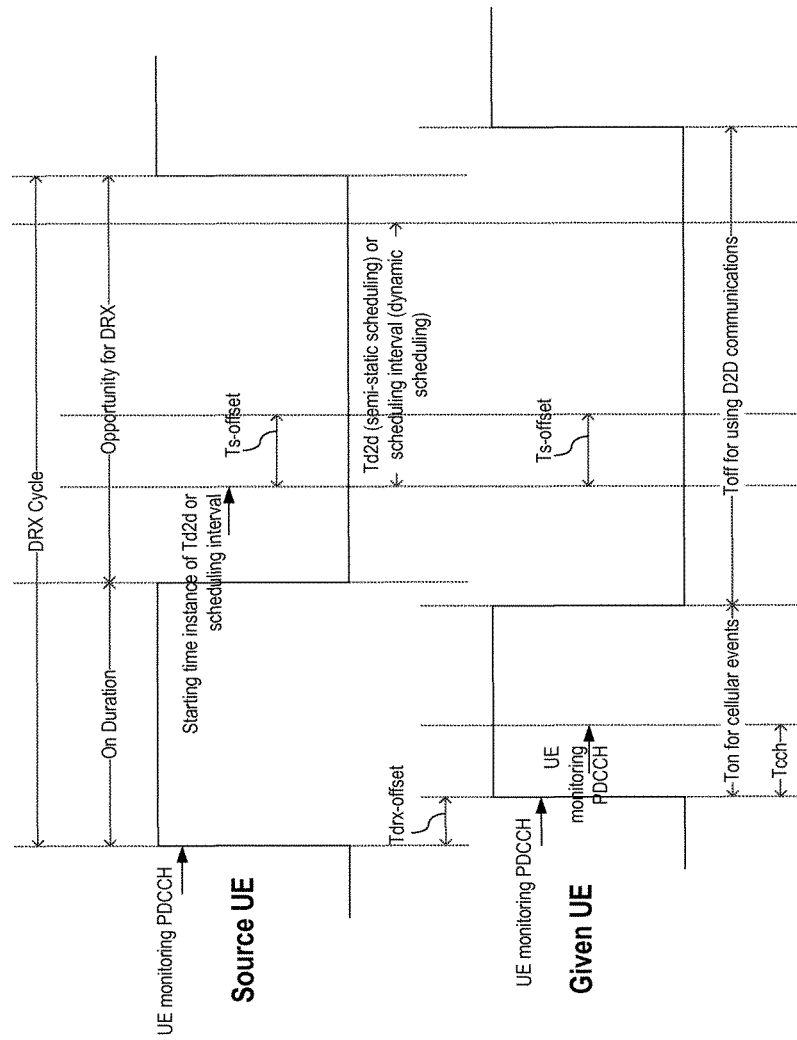 DRX Cycle
On Duration
Opportunity for DRX
UE monitoring PDCCH
Source UE
Starting time instance of Td2d or
scheduling interval
Ts-offset
Td2d (semi-static scheduling) or
scheduling interval (dynamic
scheduling)
Tdrx-offset
UE monitoring PDCCH
Given UE
UE
monitoring
PDCCH
Ts-offset
Ton for cellular events
Toff for using D2D communications
Tcch